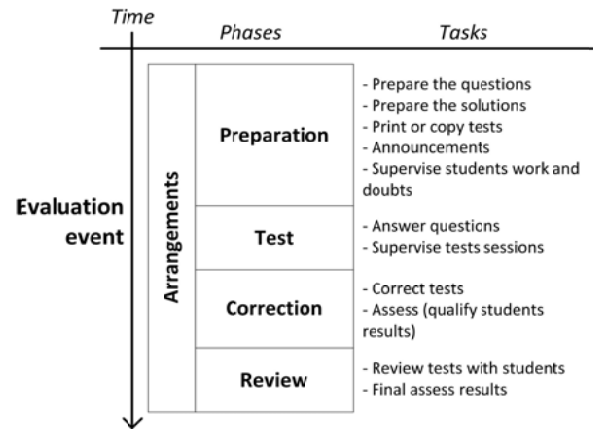 Time
Phases
Tasks
Evaluation
event
Arrangements
Preparation
- Prepare the questions
- Prepare the solutions
- Print or copy tests
- Announcements
- Supervise students work and
doubts
Test
- Answer questions
- Supervise tests sessions
Correction
- Correct tests
- Assess (qualify students
results)
Review
- Review tests with students
- Final assess results